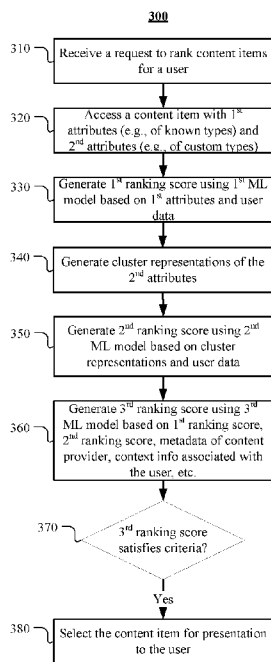 300
310
Receive a request to rank content items
for a user
320
Access a content item with 1st
attributes (e.g., of known types) and
2nd attributes (e.g., of custom types)
330
Generate 1st ranking score using 1st ML
model based on 1st attributes and user
data
340
Generate cluster representations of the
2nd attributes
350
Generate 2nd ranking score using 2nd
ML model based on cluster
representations and user data
360
Generate 3rd ranking score using 3rd
ML model based on 1st ranking score,
2nd ranking score, metadata of content
provider, context info associated with
the user, etc.
370
3rd ranking score
satisfies criteria?
Yes
380
Select the content item for presentation
to the user